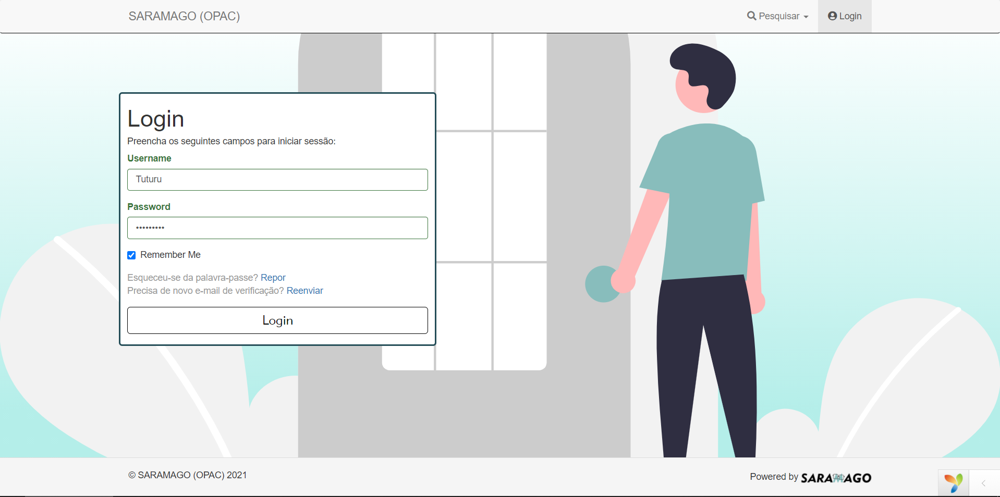 SARAMAGO (OPAC)
Pesquisar
Login
Login
Preencha os seguintes campos para iniciar sessão:
Username
Tuturu
Password
•••••••••
Remember Me
Esqueceu-se da palavra-passe? Repor
Precisa de novo e-mail de verificação? Reenviar
Login
© SARAMAGO (OPAC) 2021
Powered by SARAMAGO